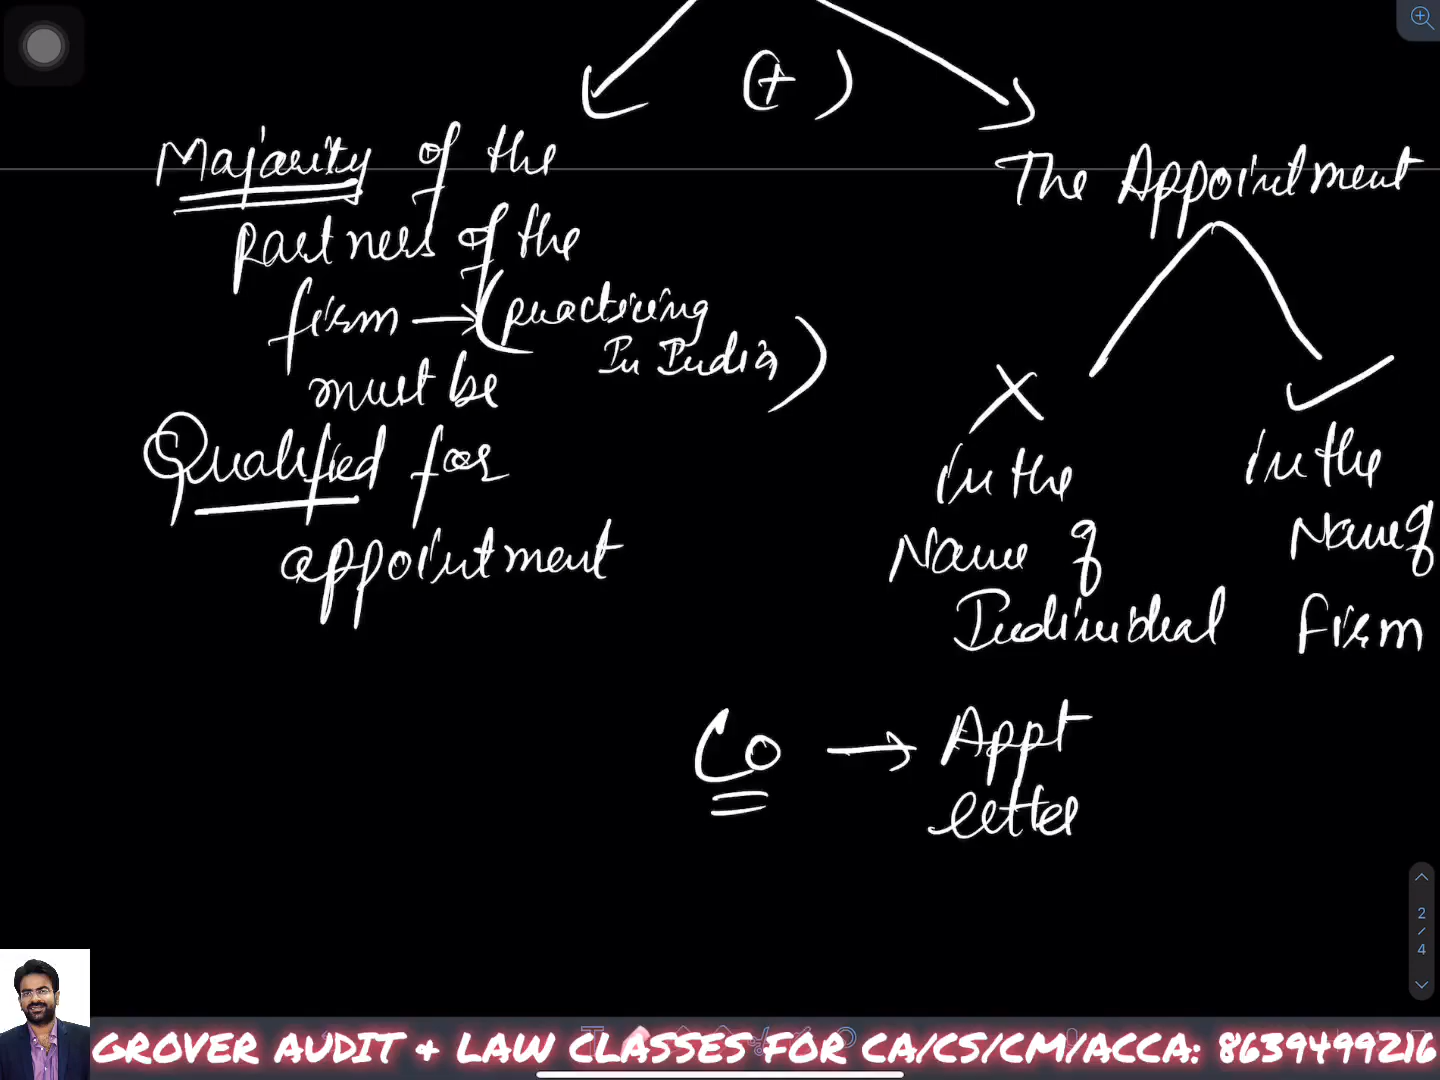 (+)
Majority of the
partners of the
firm → (practicing
In India)
must be
Qualified for
appointment
The Appointment
X
In the
Name of
Individual
✓
In the
Name of
firm
Co → Appt
letter
2
/
4
GROVER AUDIT & LAW CLASSES FOR CA/CS/CM/ACCA: 8639499216